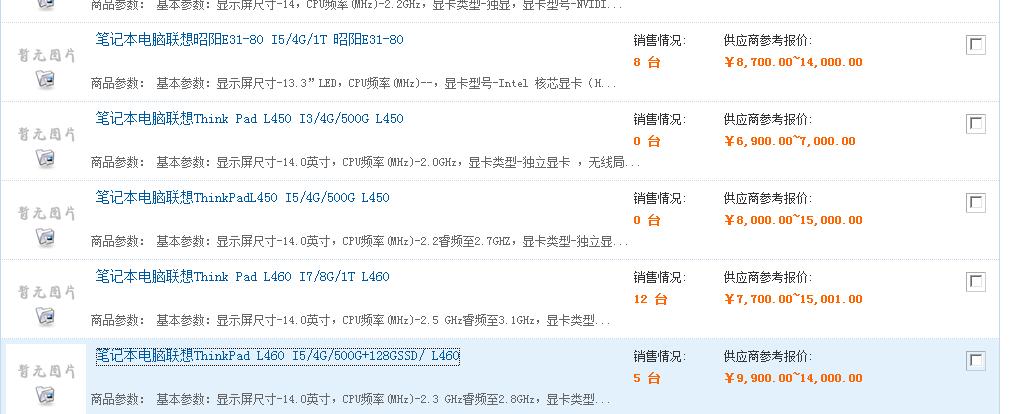 商品参数： 基本参数：显示屏尺寸-14，CPU频率(MHz)-2.2GHz，显卡类型-独显，显卡型号-NVIDI...
笔记本电脑联想昭阳E31-80 I5/4G/1T 昭阳E31-80
销售情况:
供应商参考报价:
暂无图片
8 台
￥8,700.00~14,000.00
商品参数： 基本参数：显示屏尺寸-13.3”LED，CPU频率(MHz)--，显卡型号-Intel 核芯显卡（H...
笔记本电脑联想Think Pad L450 I3/4G/500G L450
销售情况:
供应商参考报价:
暂无图片
0 台
￥6,900.00~7,000.00
商品参数： 基本参数：显示屏尺寸-14.0英寸，CPU频率(MHz)-2.0GHz，显卡类型-独立显卡 ，无线局...
笔记本电脑联想ThinkPadL450 I5/4G/500G L450
销售情况:
供应商参考报价:
暂无图片
0 台
￥8,000.00~15,000.00
商品参数： 基本参数：显示屏尺寸-14.0英寸，CPU频率(MHz)-2.2睿频至2.7GHZ，显卡类型-独立显...
笔记本电脑联想Think Pad L460 I7/8G/1T L460
销售情况:
供应商参考报价:
暂无图片
12 台
￥7,700.00~15,001.00
商品参数： 基本参数：显示屏尺寸-14.0英寸，CPU频率(MHz)-2.5 GHz睿频至3.1GHz，显卡类型...
笔记本电脑联想ThinkPad L460 I5/4G/500G+128GSSD/ L460
销售情况:
供应商参考报价:
暂无图片
5 台
￥9,900.00~14,000.00
商品参数： 基本参数：显示屏尺寸-14.0英寸，CPU频率(MHz)-2.3 GHz睿频至2.8GHz，显卡类型...